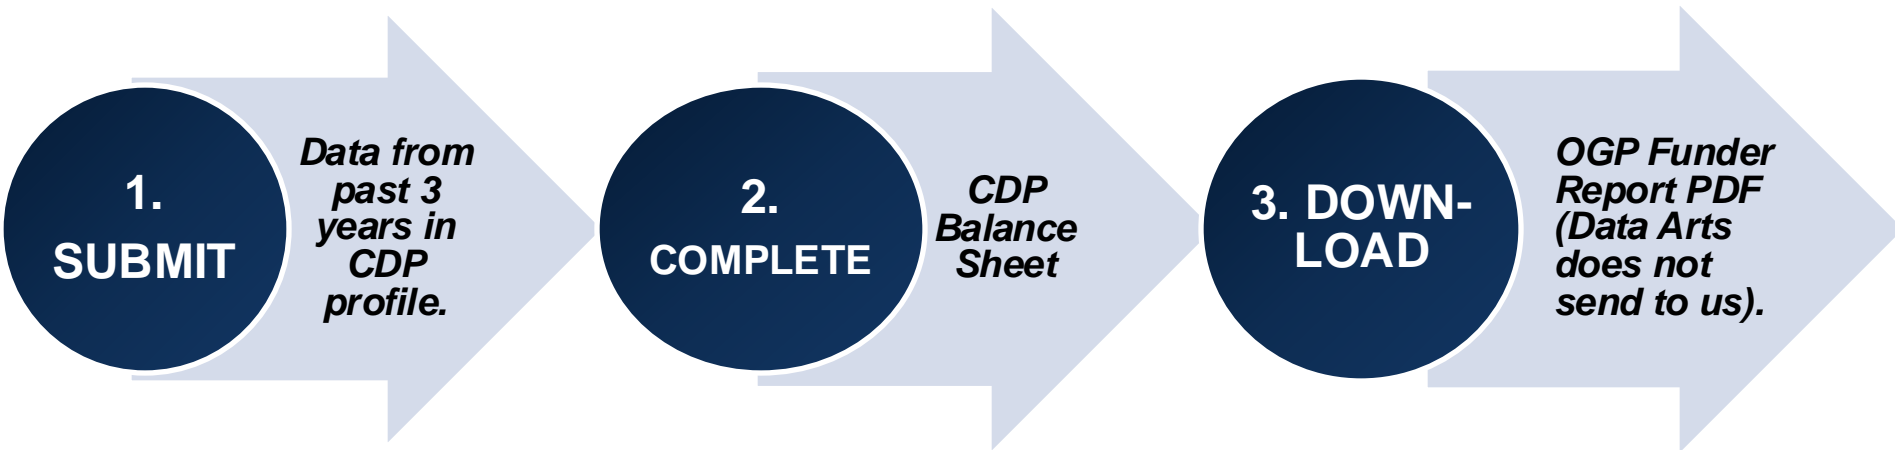 1.
SUBMIT
Data from
past 3
years in
CDP
profile.
2.
COMPLETE
CDP
Balance
Sheet
3. DOWN-
LOAD
OGP Funder
Report PDF
(Data Arts
does not
send to us).